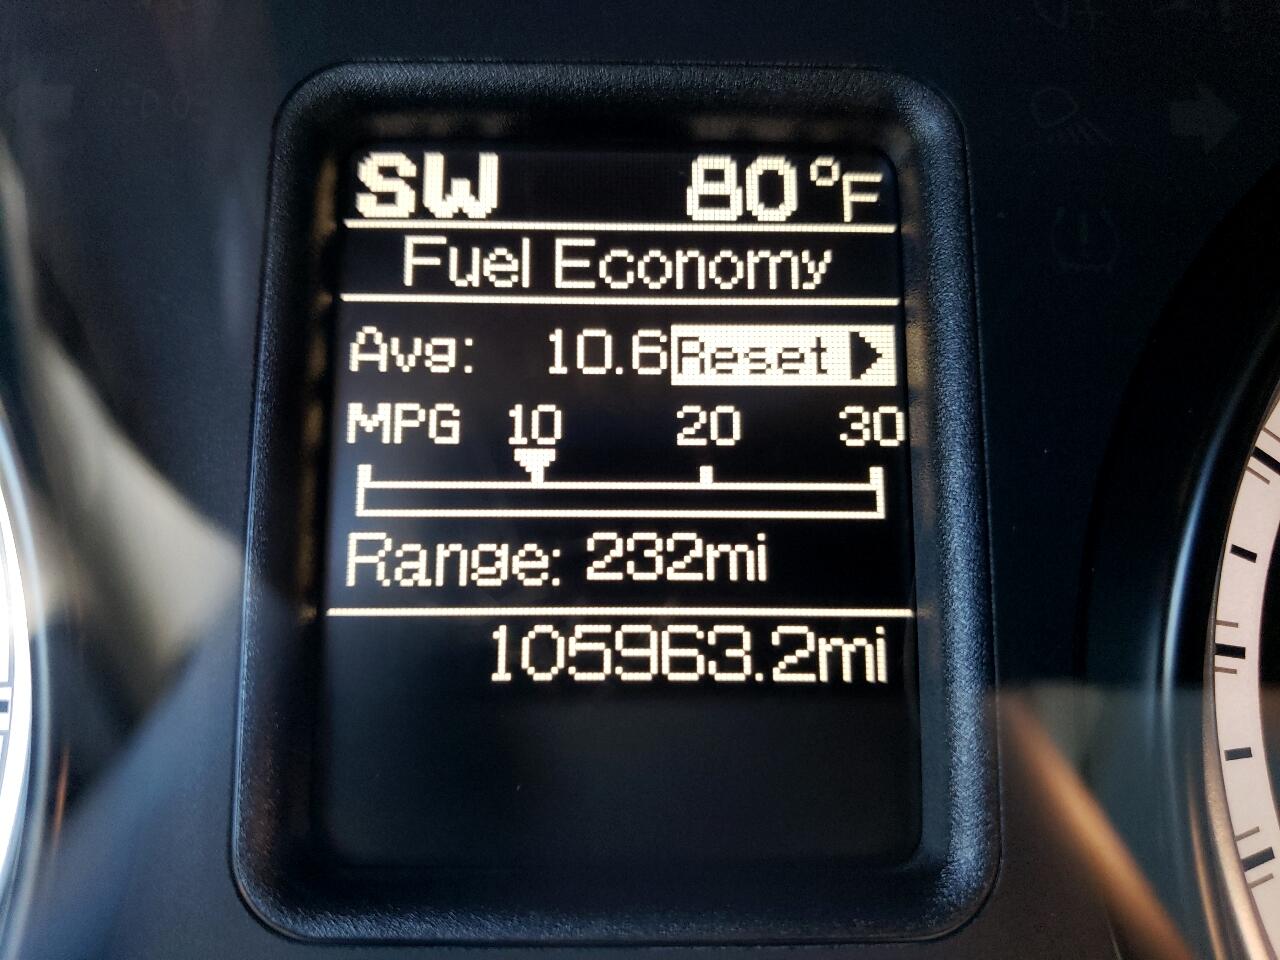 SW 80°F
Fuel Economy
Avg: 10.6 Reset
MPG 10 20 30
Range: 232mi
105963.2mi